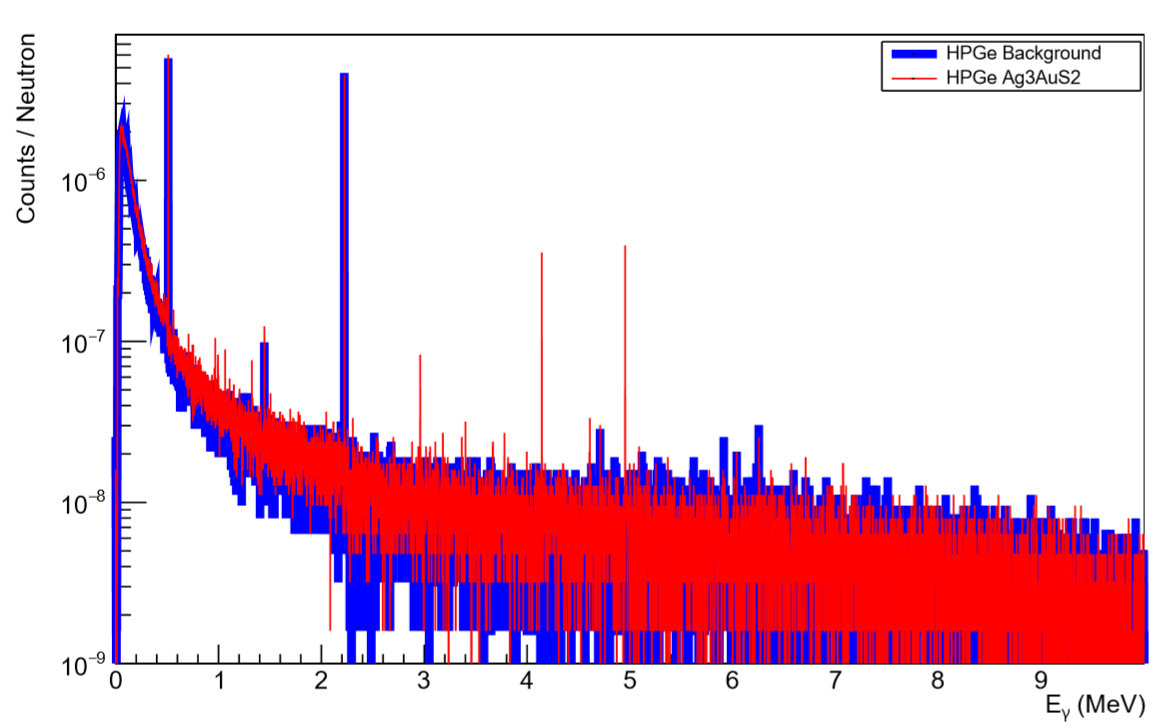 Counts / Neutron
HPGe Background
HPGe Ag3AuS2
10−6
10−7
10−8
10−9
0 1 2 3 4 5 6 7 8 9
Eγ (MeV)